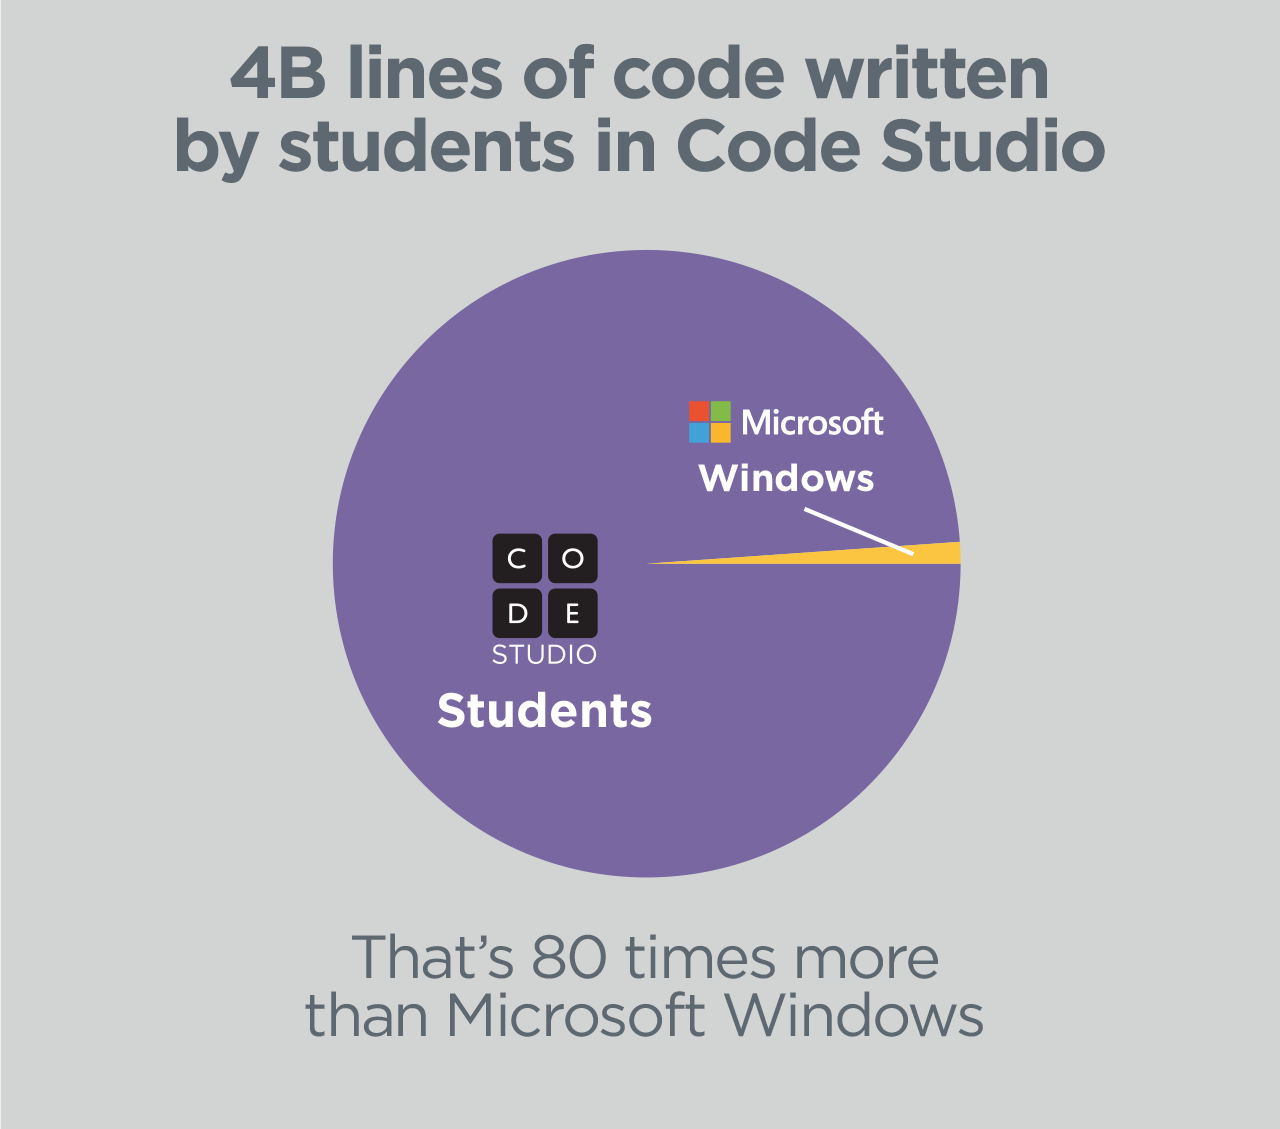 4B lines of code written
by students in Code Studio
Microsoft
Windows
C O
D E
STUDIO
Students
That’s 80 times more
than Microsoft Windows